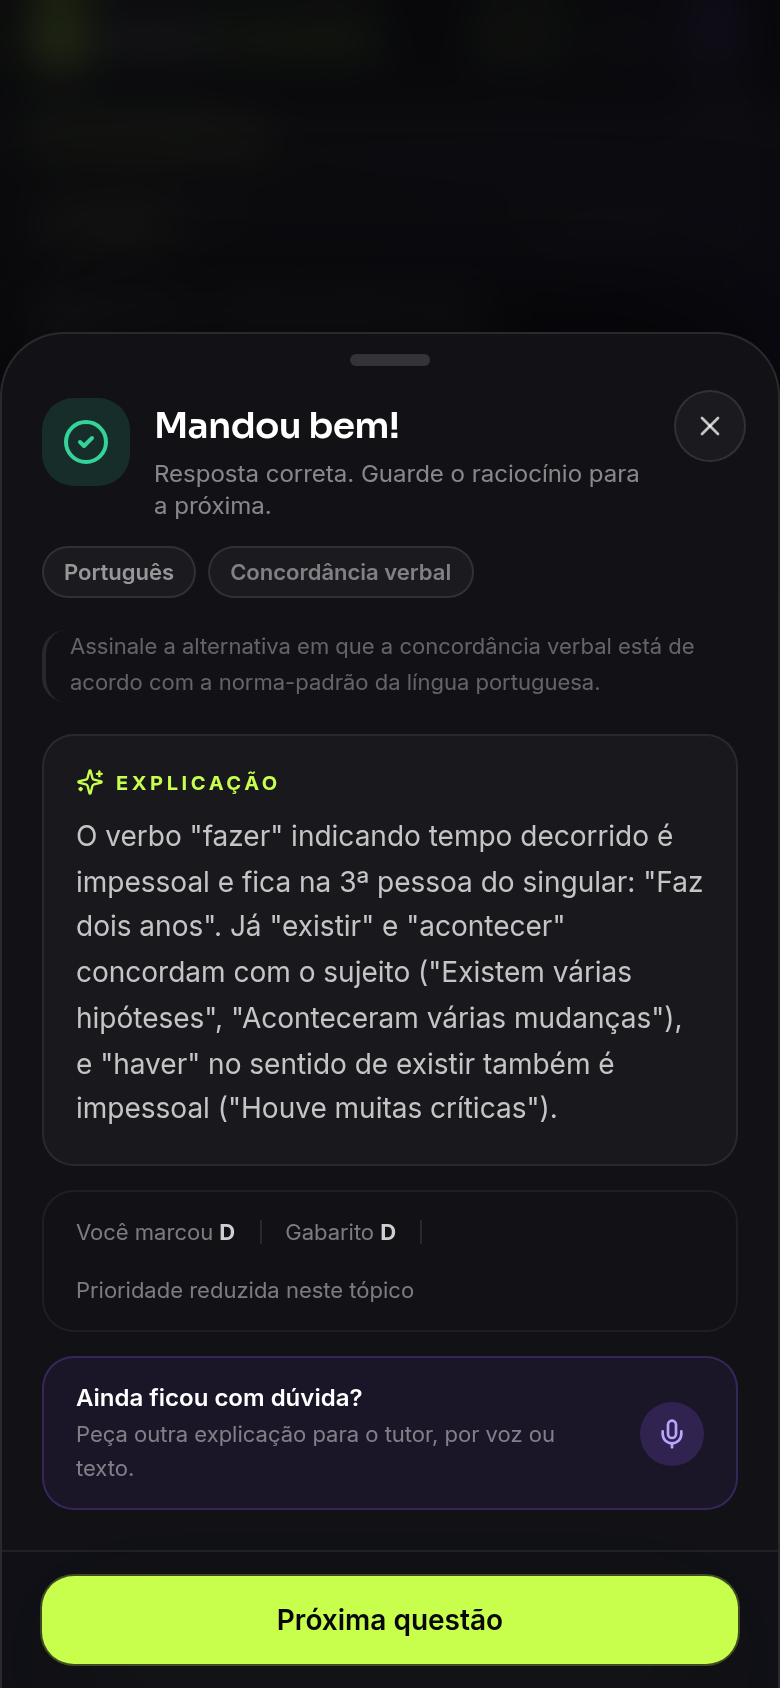 Mandou bem!
Resposta correta. Guarde o raciocínio para
a próxima.
Português
Concordância verbal
Assinale a alternativa em que a concordância verbal está de
acordo com a norma-padrão da língua portuguesa.
EXPLICAÇÃO
O verbo "fazer" indicando tempo decorrido é
impessoal e fica na 3ª pessoa do singular: "Faz
dois anos". Já "existir" e "acontecer"
concordam com o sujeito ("Existem várias
hipóteses", "Aconteceram várias mudanças"),
e "haver" no sentido de existir também é
impessoal ("Houve muitas críticas").
Você marcou D
Gabarito D
Prioridade reduzida neste tópico
Ainda ficou com dúvida?
Peça outra explicação para o tutor, por voz ou
texto.
Próxima questão